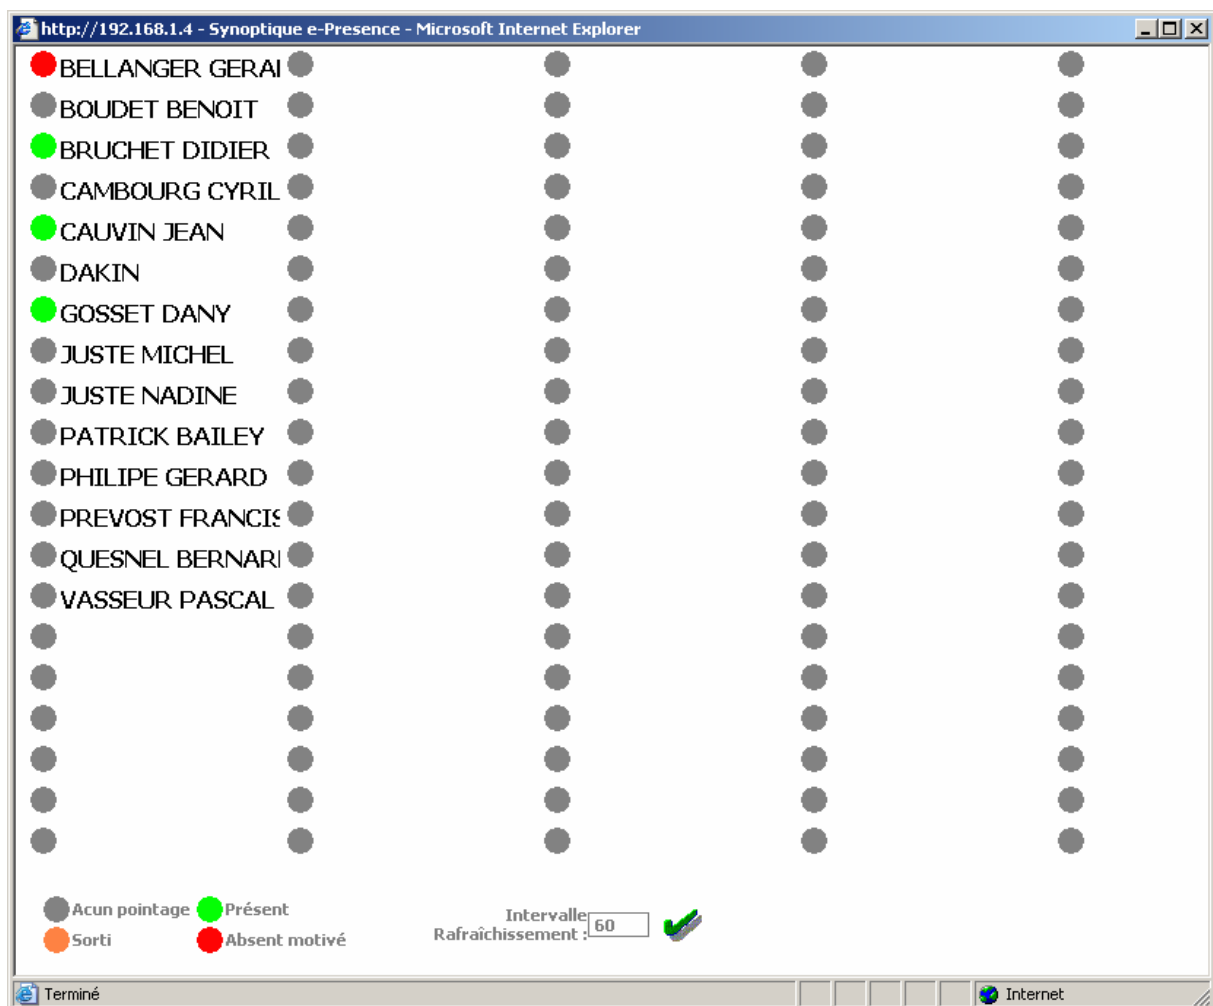 http://192.168.1.4 - Synoptique e-Presence - Microsoft Internet Explorer
BELLANGER GERAI
BOUDET BENOIT
BRUCHET DIDIER
CAMBOURG CYRIL
CAUVIN JEAN
DAKIN
GOSSET DANY
JUSTE MICHEL
JUSTE NADINE
PATRICK BAILEY
PHILIPE GERARD
PREVOST FRANCIS
QUESNEL BERNARI
VASSEUR PASCAL
Acun pointage Présent
Sorti Absent motivé
Intervalle
Rafraîchissement : 60
Terminé Internet